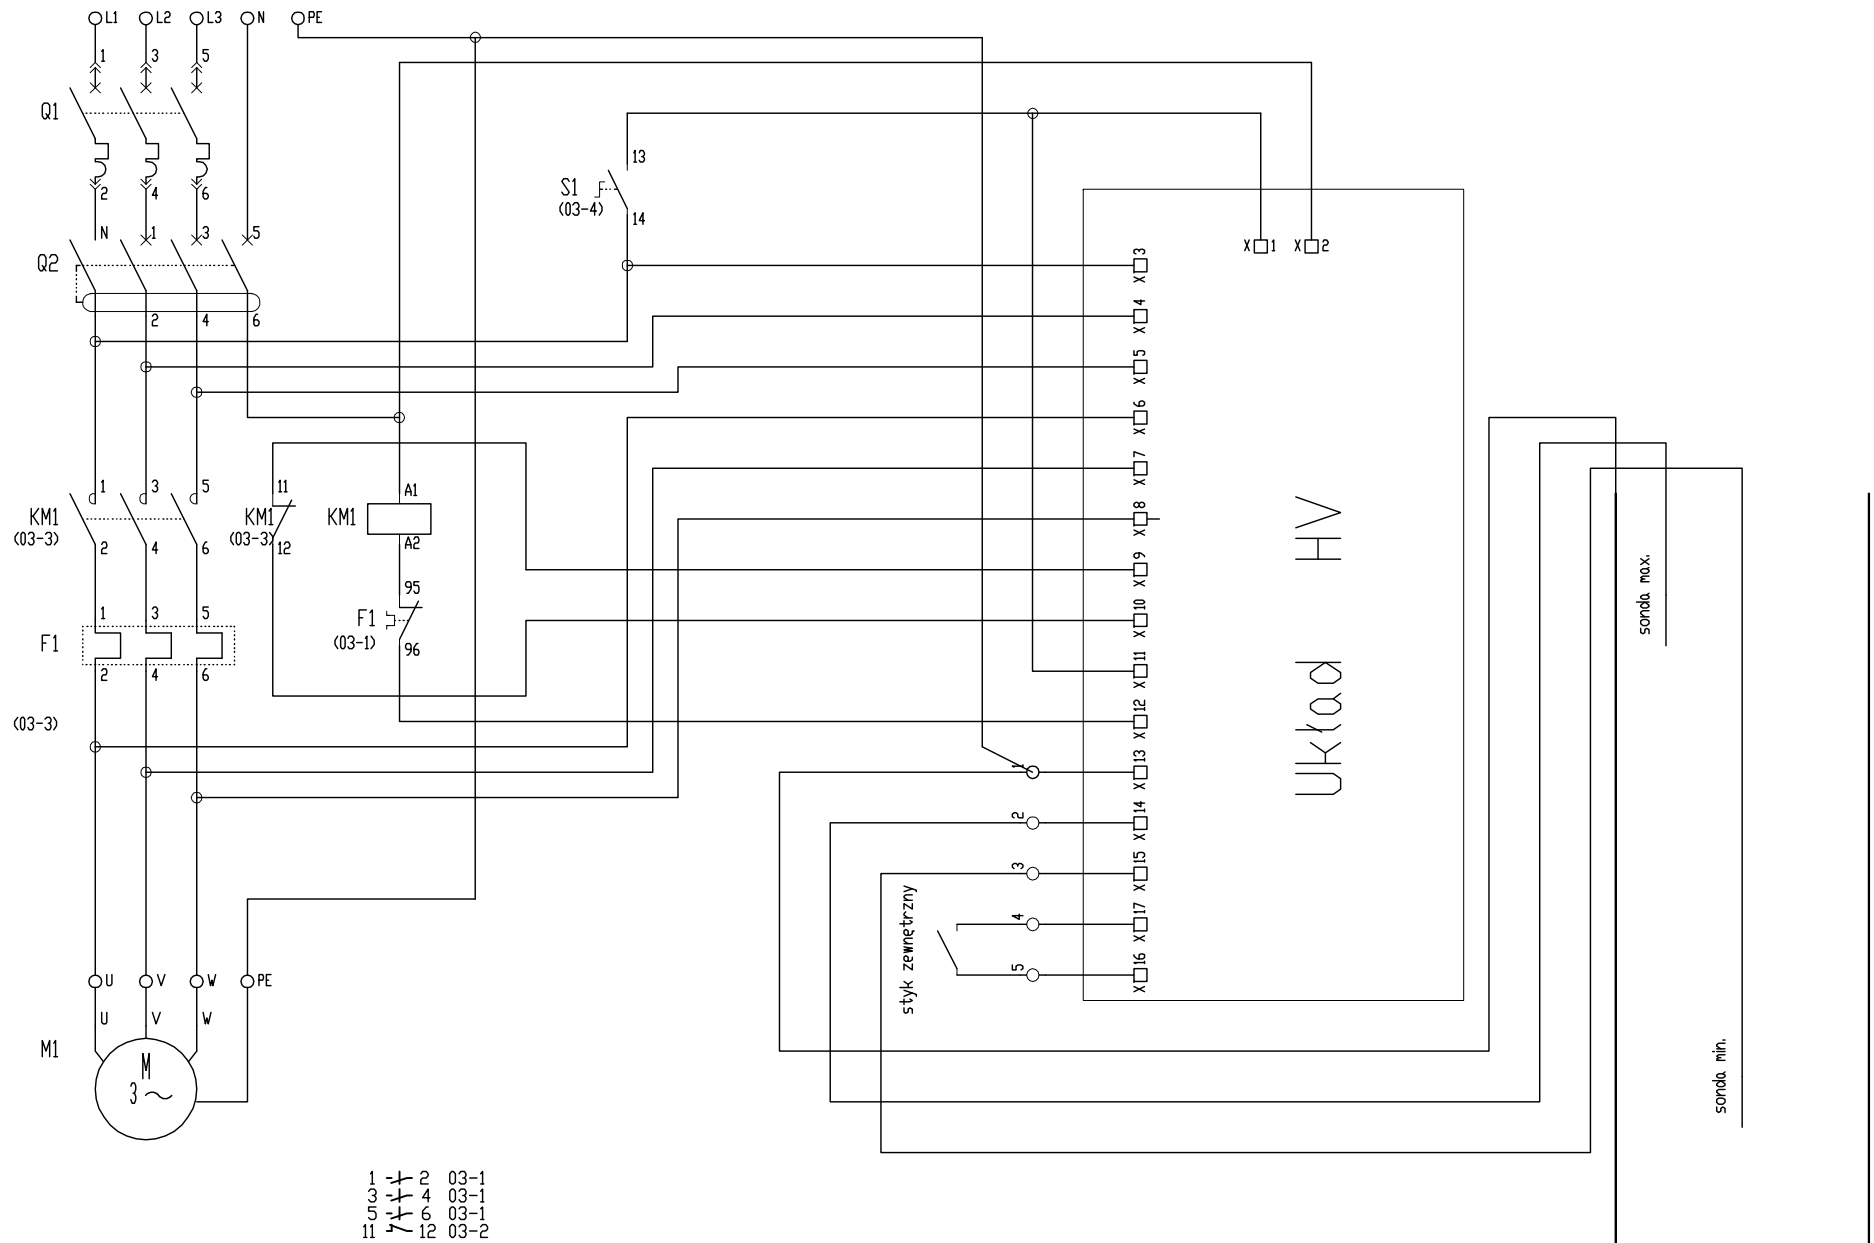 L1 L2 L3 N PE
1 3 5
Q1
2 4 6
N 1 3 5
Q2
2 4 6
13
S1
(03-4)
14
X 1 X 2
3 X
4 X
5 X
6 X
7 X
8 X
9 X
10 X
11 X
12 X
13 X
14 X
15 X
17 X
16 X
1 3 5
KM1
(03-3)
2 4 6
11
KM1
(03-3)
12
A1
KM1
A2
95
F1
(03-1)
96
1 3 5
F1
2 4 6
(03-3)
Układ HV
1
2
3
4
5
styk zewnętrzny
sonda max.
sonda min.
U V W PE
U V W
M1
M
3 ~
1 2 03-1
3 4 03-1
5 6 03-1
11 12 03-2